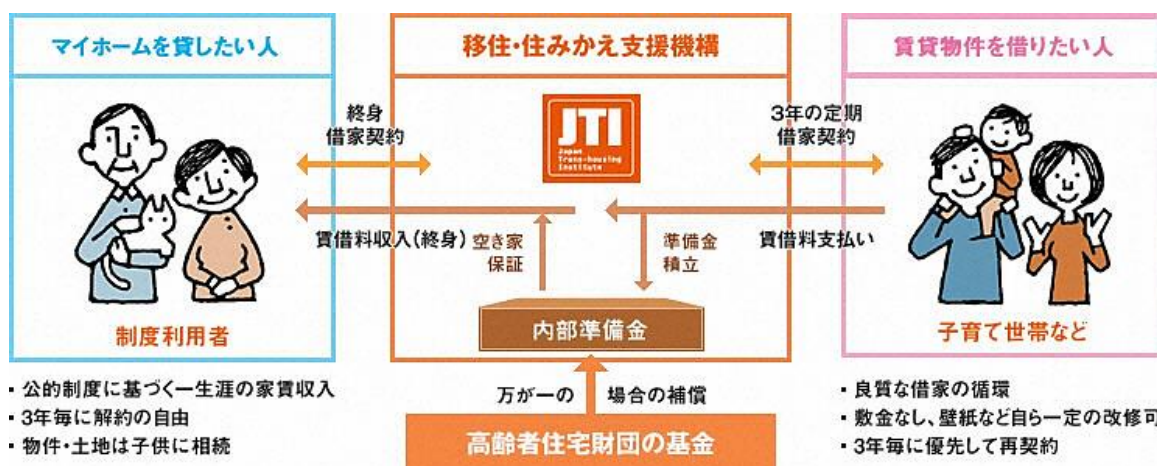 マイホームを貸したい人
移住・住みかえ支援機構
賃貸物件を借りたい人
終身
借家契約
JTI
Japan
Trans-housing
Institute
3年の定期
借家契約
賃借料収入(終身)
空き家
保証
準備金
積立
賃借料支払い
内部準備金
制度利用者
子育て世帯など
▪ 公的制度に基づく一生涯の家賃収入
▪ 3年毎に解約の自由
▪ 物件・土地は子供に相続
万が一の 場合の補償
高齢者住宅財団の基金
▪ 良質な借家の循環
▪ 敷金なし、壁紙など自ら一定の改修可
▪ 3年毎に優先して再契約